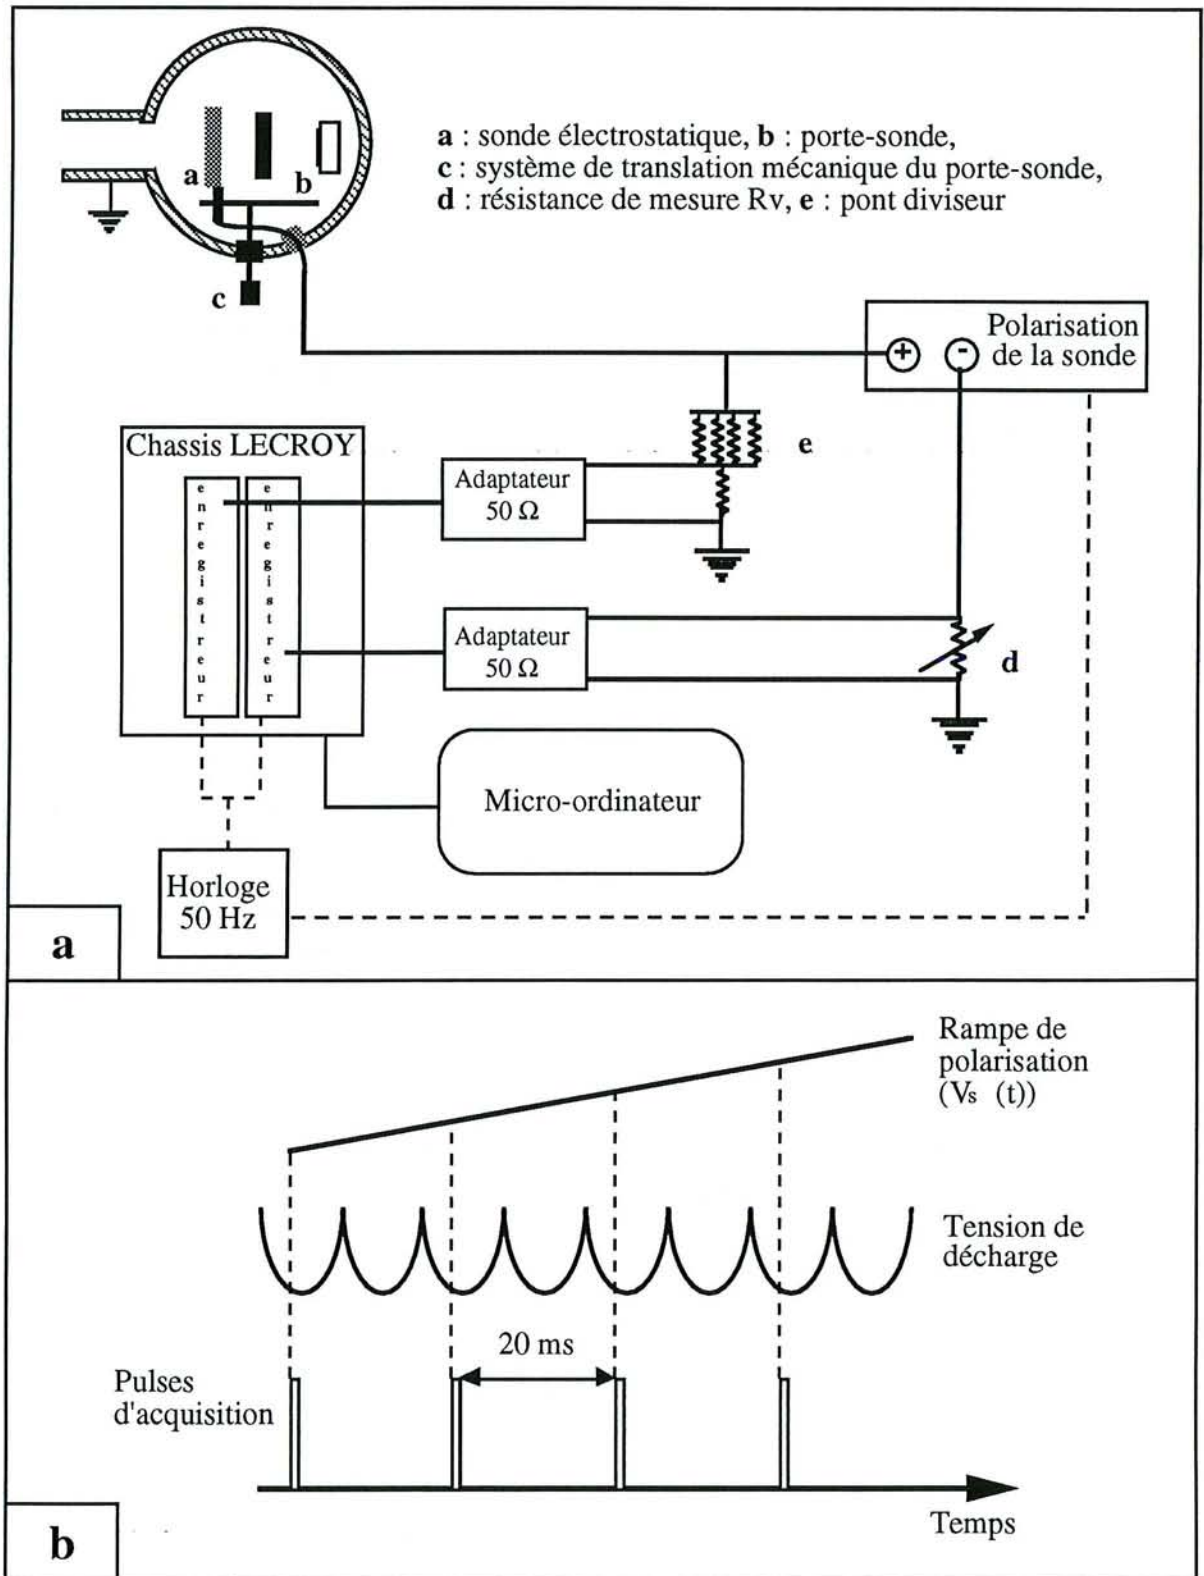 a : sonde électrostatique, b : porte-sonde,
c : système de translation mécanique du porte-sonde,
d : résistance de mesure Rv, e : pont diviseur
a
b
c
Polarisation
de la sonde
+
-
e
Chassis LECROY
enregistreur
enregistreur
Adaptateur
50 Ω
Adaptateur
50 Ω
d
Micro-ordinateur
Horloge
50 Hz
a
Rampe de
polarisation
(Vs (t))
Tension de
décharge
20 ms
Pulses
d'acquisition
Temps
b